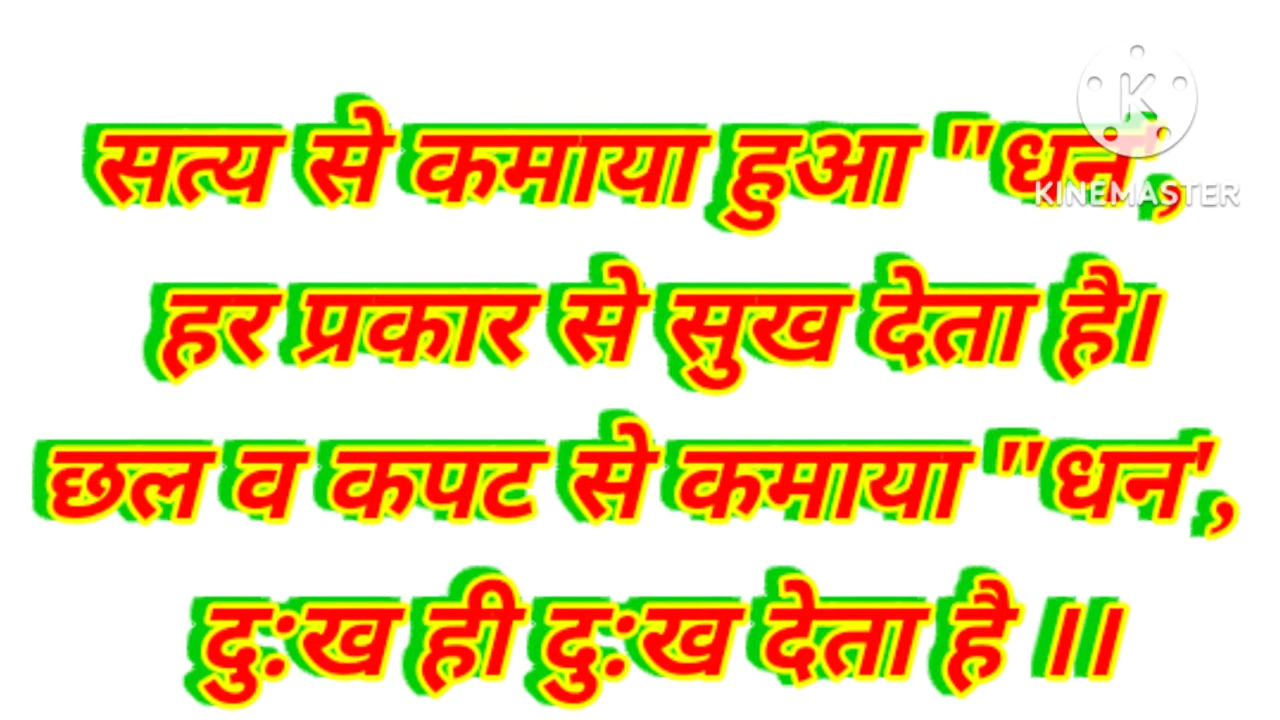 सत्य से कमाया हुआ "धन',
हर प्रकार से सुख देता है।
छल व कपट से कमाया "धन',
दु:ख ही दु:ख देता है ॥
K
KINEMASTER